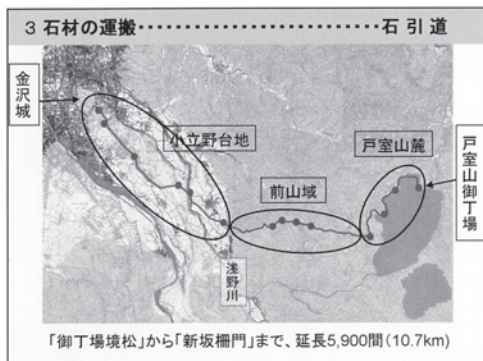 3 石材の運搬・・・・・・・・・・・・・・・・・・・・・・・・・・・・石 引 道
金沢城
小立野台地
戸室山麓
前山域
戸室山御丁場
浅野川
「御丁場境松」から「新坂柵門」まで、延長5,900間（10.7km）